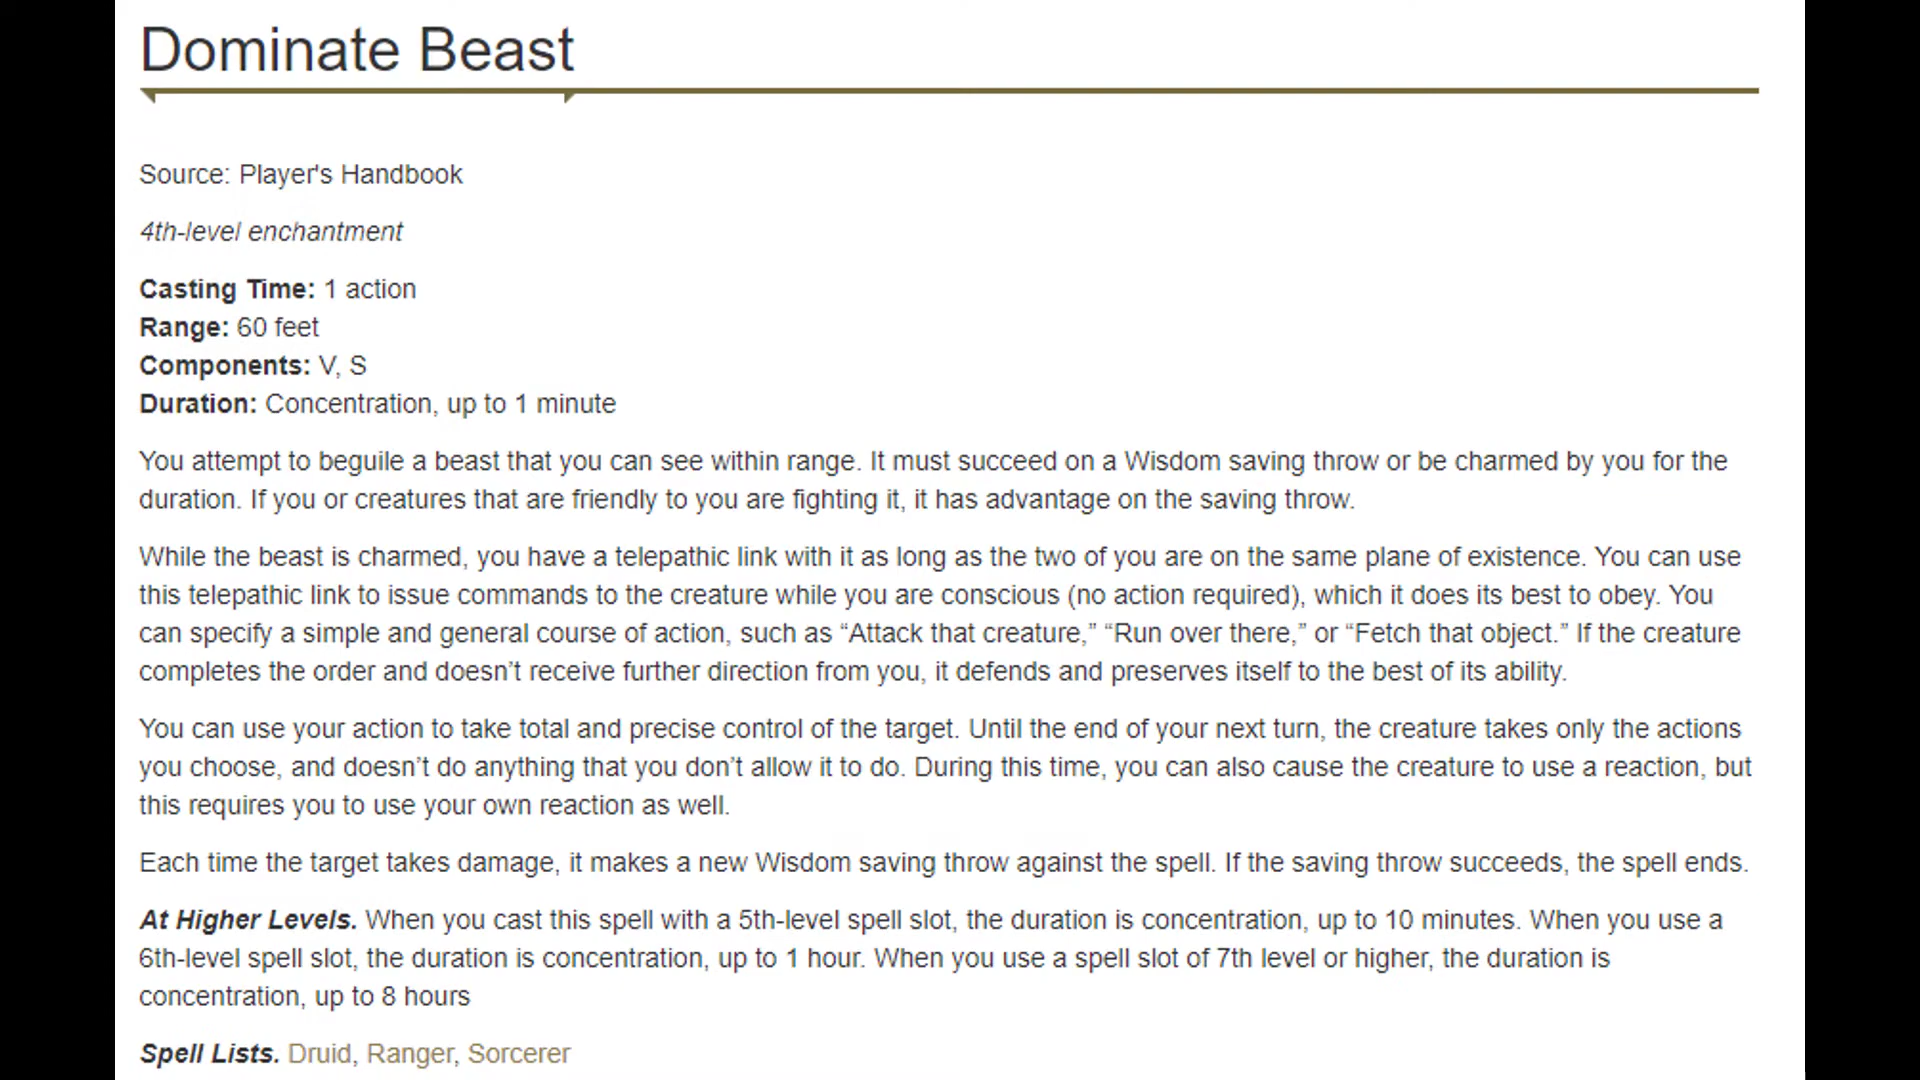 Dominate Beast
Source: Player's Handbook
4th-level enchantment
Casting Time: 1 action
Range: 60 feet
Components: V, S
Duration: Concentration, up to 1 minute
You attempt to beguile a beast that you can see within range. It must succeed on a Wisdom saving throw or be charmed by you for the
duration. If you or creatures that are friendly to you are fighting it, it has advantage on the saving throw.
While the beast is charmed, you have a telepathic link with it as long as the two of you are on the same plane of existence. You can use
this telepathic link to issue commands to the creature while you are conscious (no action required), which it does its best to obey. You
can specify a simple and general course of action, such as “Attack that creature,” “Run over there,” or “Fetch that object.” If the creature
completes the order and doesn’t receive further direction from you, it defends and preserves itself to the best of its ability.
You can use your action to take total and precise control of the target. Until the end of your next turn, the creature takes only the actions
you choose, and doesn’t do anything that you don’t allow it to do. During this time, you can also cause the creature to use a reaction, but
this requires you to use your own reaction as well.
Each time the target takes damage, it makes a new Wisdom saving throw against the spell. If the saving throw succeeds, the spell ends.
At Higher Levels. When you cast this spell with a 5th-level spell slot, the duration is concentration, up to 10 minutes. When you use a
6th-level spell slot, the duration is concentration, up to 1 hour. When you use a spell slot of 7th level or higher, the duration is
concentration, up to 8 hours
Spell Lists. Druid, Ranger, Sorcerer